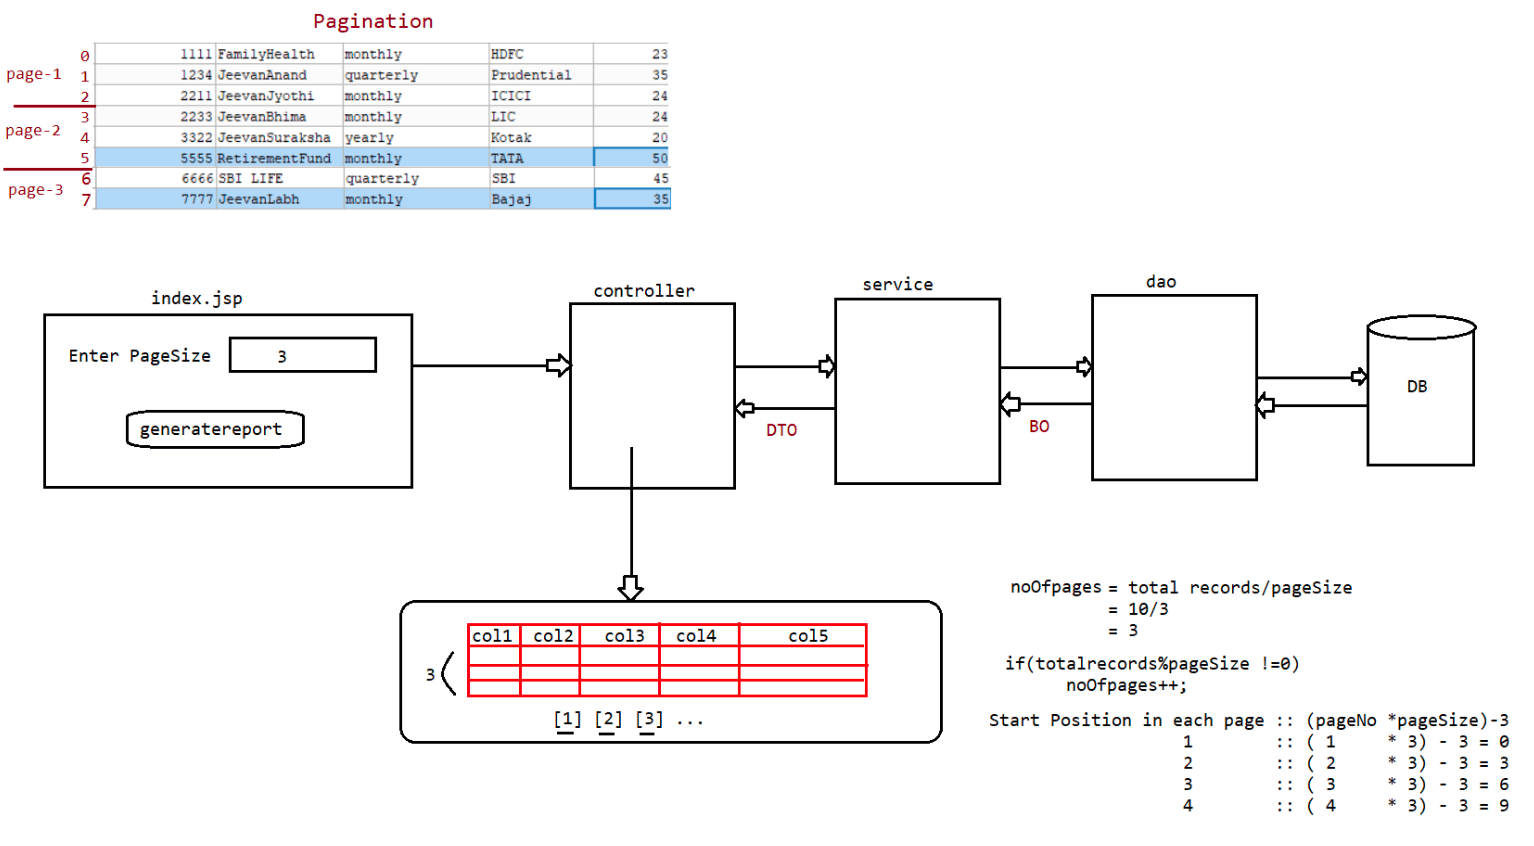 Pagination
page-1
page-2
page-3
0 1111 FamilyHealth monthly HDFC 23
1 1234 JeevanAnand quarterly Prudential 35
2 2211 JeevanJyothi monthly ICICI 24
3 2233 JeevanBhima monthly LIC 24
4 3322 JeevanSuraksha yearly Kotak 20
5 5555 RetirementFund monthly TATA 50
6 6666 SBI LIFE quarterly SBI 45
7 7777 JeevanLabh monthly Bajaj 35
index.jsp
Enter PageSize 3
generatereport
controller
service
dao
DTO
BO
DB
col1 col2 col3 col4 col5
3
[1] [2] [3] ...
noOfpages = total records/pageSize
= 10/3
= 3
if(totalrecords%pageSize !=0)
noOfpages++;
Start Position in each page :: (pageNo *pageSize)-3
1 :: ( 1 * 3) - 3 = 0
2 :: ( 2 * 3) - 3 = 3
3 :: ( 3 * 3) - 3 = 6
4 :: ( 4 * 3) - 3 = 9